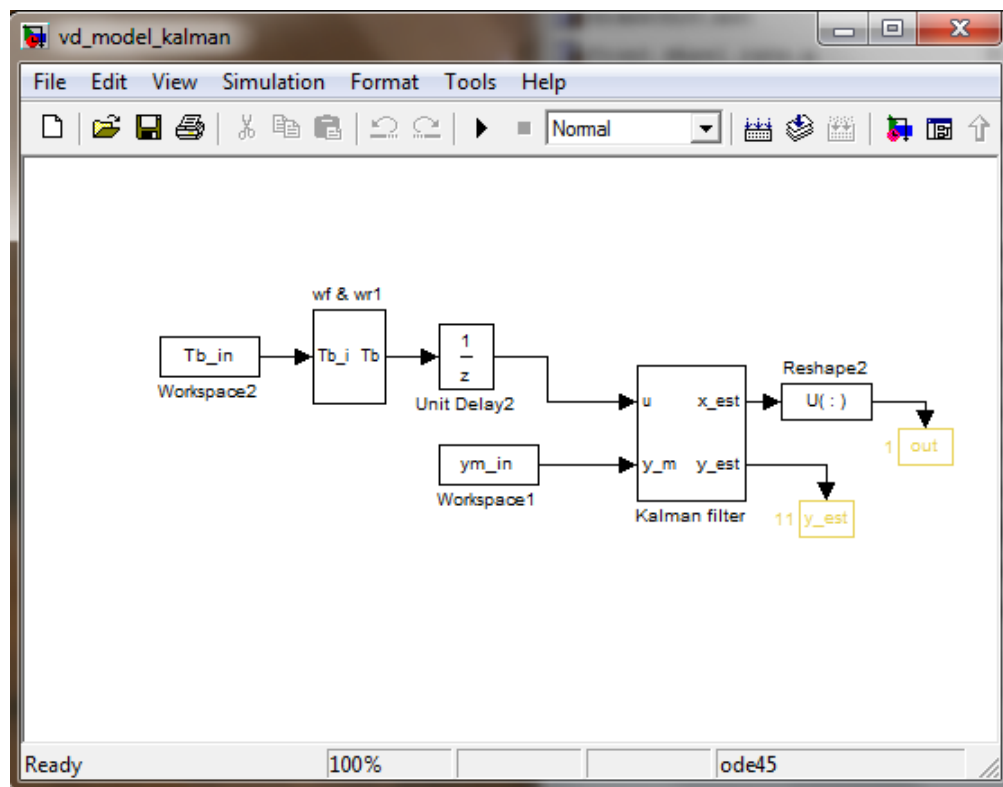 vd_model_kalman
File Edit View Simulation Format Tools Help
Normal
wf & wr1
Tb_in
Tb_i Tb
1
z
Workspace2
Unit Delay2
Reshape2
u x_est
U( : )
1 out
ym_in
y_m y_est
Workspace1
Kalman filter
11 y_est
Ready 100% ode45